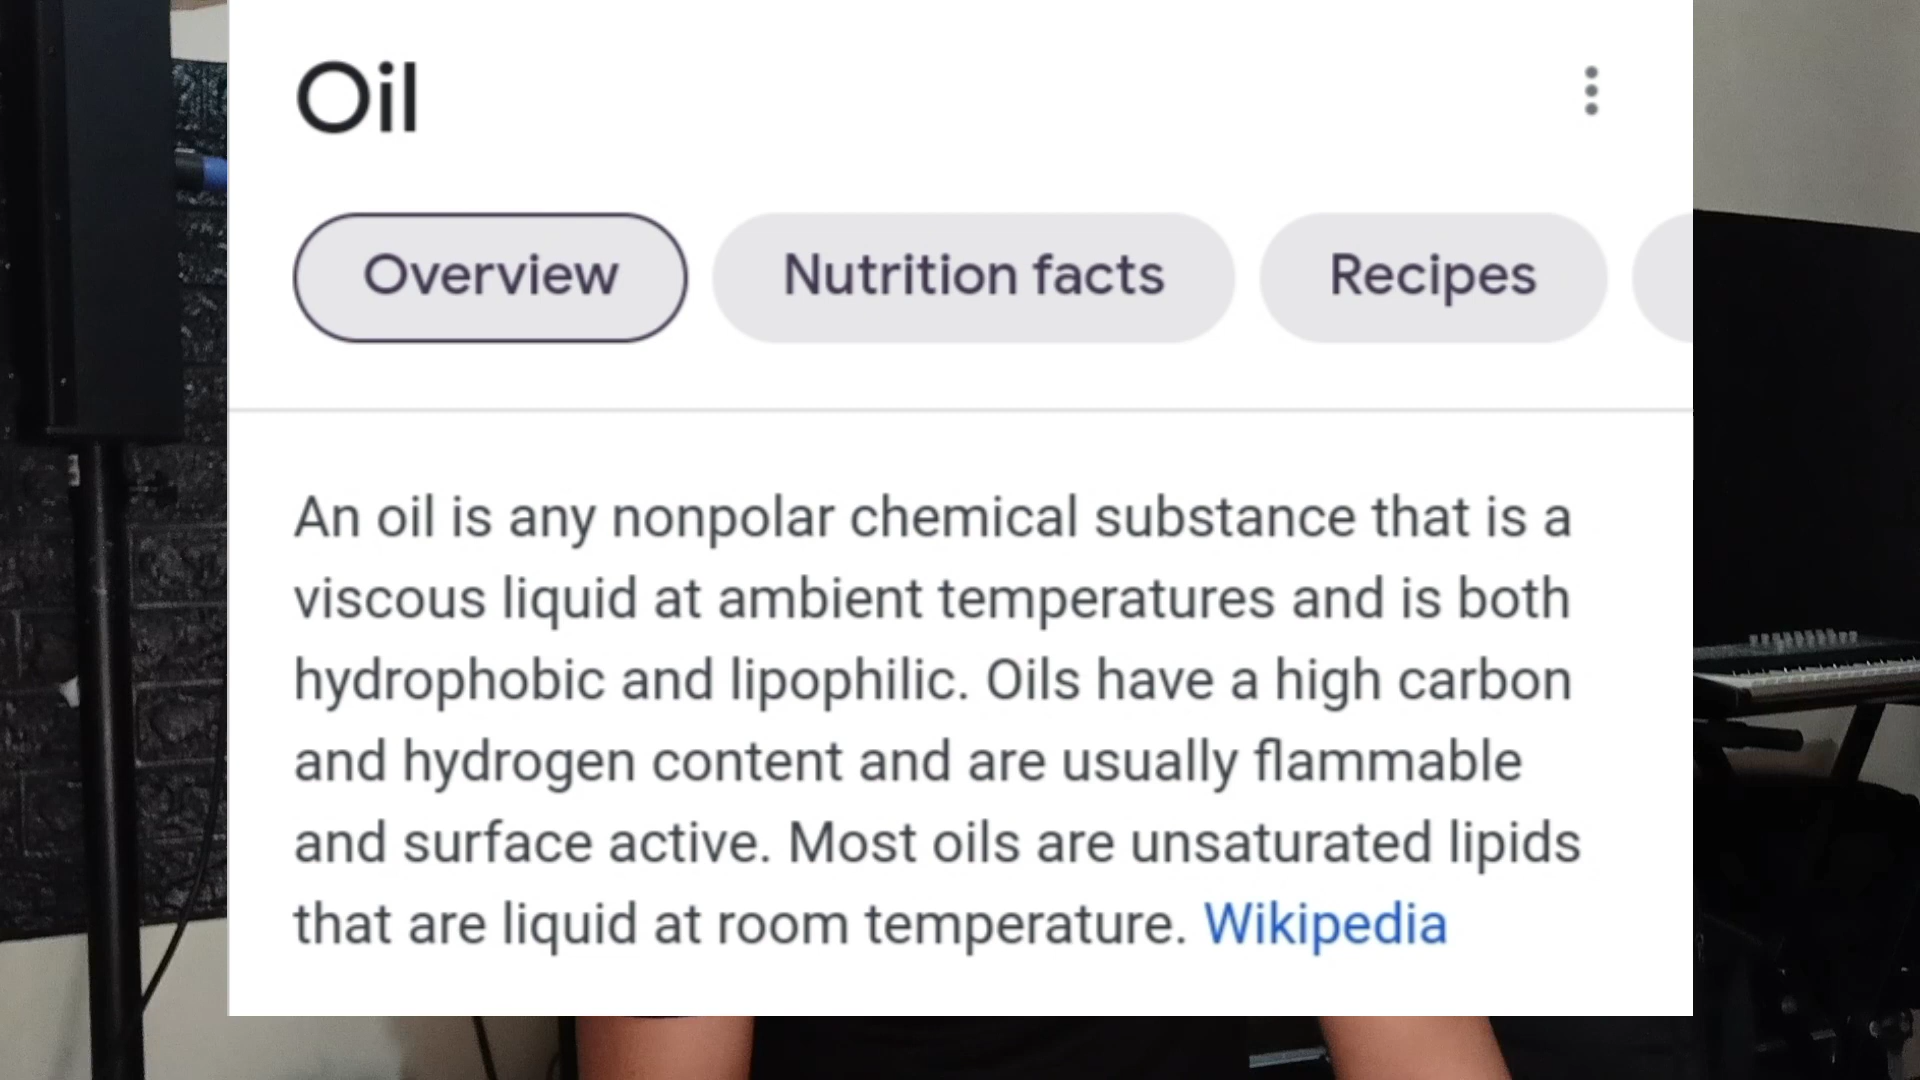 Oil
Overview
Nutrition facts
Recipes
An oil is any nonpolar chemical substance that is a
viscous liquid at ambient temperatures and is both
hydrophobic and lipophilic. Oils have a high carbon
and hydrogen content and are usually flammable
and surface active. Most oils are unsaturated lipids
that are liquid at room temperature. Wikipedia